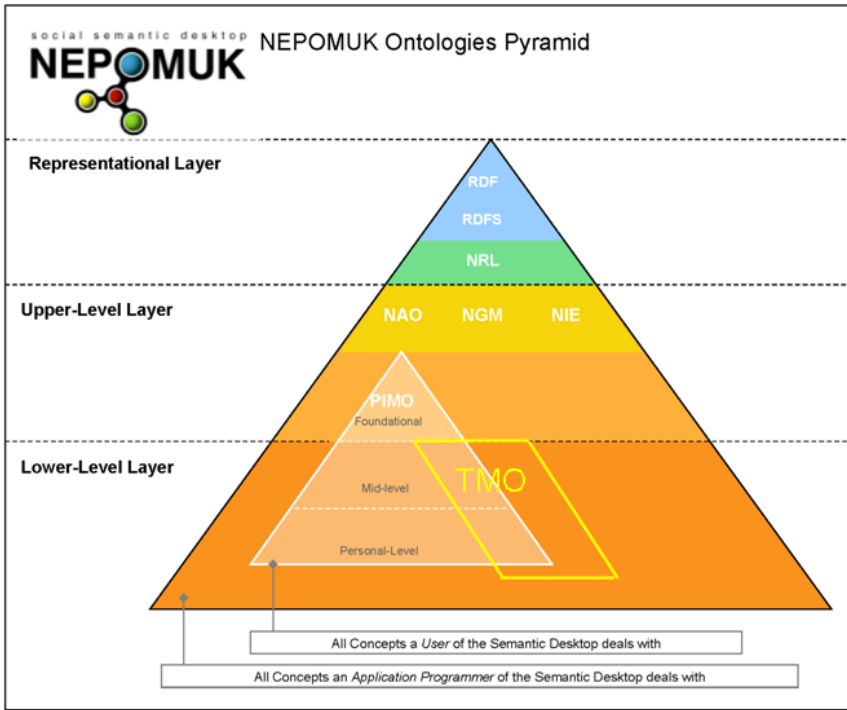 social semantic desktop
NEPOMUK
NEPOMUK Ontologies Pyramid
Representational Layer
RDF
RDFS
NRL
Upper-Level Layer
NAO NGM NIE
PIMO
Foundational
Lower-Level Layer
TMO
Mid-level
Personal-Level
All Concepts a User of the Semantic Desktop deals with
All Concepts an Application Programmer of the Semantic Desktop deals with